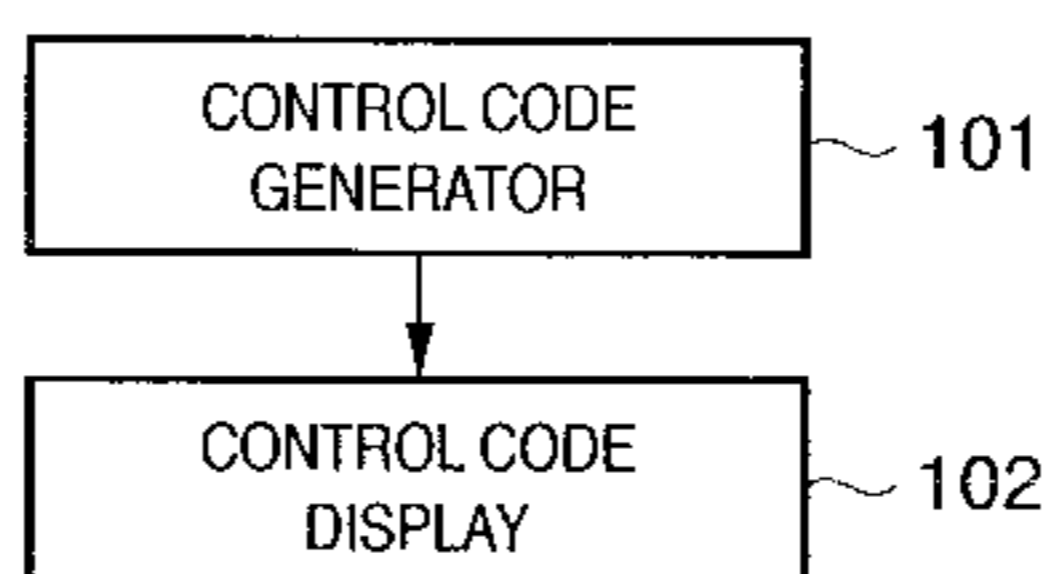 CONTROL CODE
GENERATOR
101
CONTROL CODE
DISPLAY
102